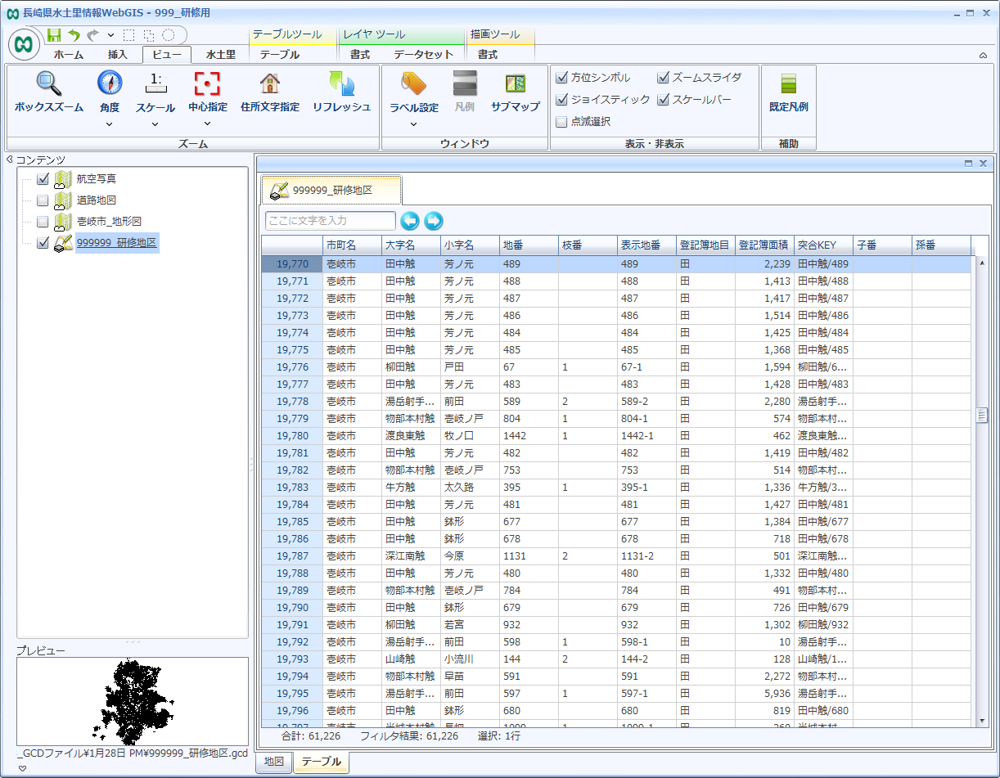 長崎県水土里情報WebGIS - 999_研修用
テーブルツール レイヤ ツール 描画ツール
ホーム 挿入 ビュー 水土里 テーブル 書式 データセット 書式
1:
ボックスズーム 角度 スケール 中心指定 住所文字指定 リフレッシュ ラベル設定 凡例 サブマップ 既定凡例
方位シンボル ズームスライダ
ジョイスティック スケールバー
点滅選択
ズーム ウィンドウ 表示・非表示 補助
コンテンツ
航空写真
道路地図
壱岐市_地形図
999999_研修地区
プレビュー
_GCDファイル¥1月28日 PM¥999999_研修地区.gcd
999999_研修地区
ここに文字を入力
市町名 大字名 小字名 地番 枝番 表示地番 登記簿地目 登記簿面積 突合KEY 子番 孫番
19,770 壱岐市 田中触 芳ノ元 489 489 田 2,239 田中触/489
19,771 壱岐市 田中触 芳ノ元 488 488 田 1,413 田中触/488
19,772 壱岐市 田中触 芳ノ元 487 487 田 1,417 田中触/487
19,773 壱岐市 田中触 芳ノ元 486 486 田 1,514 田中触/486
19,774 壱岐市 田中触 芳ノ元 484 484 田 1,425 田中触/484
19,775 壱岐市 田中触 芳ノ元 485 485 田 1,368 田中触/485
19,776 壱岐市 柳田触 戸田 67 1 67-1 田 1,594 柳田触/6...
19,777 壱岐市 田中触 芳ノ元 483 483 田 1,428 田中触/483
19,778 壱岐市 湯岳射手... 前田 589 2 589-2 田 2,280 湯岳射手...
19,779 壱岐市 物部本村触 壱岐ノ戸 804 1 804-1 田 574 物部本村...
19,780 壱岐市 渡良東触 牧ノ口 1442 1 1442-1 田 462 渡良東触...
19,781 壱岐市 田中触 芳ノ元 482 482 田 1,419 田中触/482
19,782 壱岐市 物部本村触 壱岐ノ戸 753 753 田 514 物部本村...
19,783 壱岐市 牛方触 太久路 395 1 395-1 田 1,336 牛方触/3...
19,784 壱岐市 田中触 芳ノ元 481 481 田 1,427 田中触/481
19,785 壱岐市 田中触 鉢形 677 677 田 1,384 田中触/677
19,786 壱岐市 田中触 鉢形 678 678 田 718 田中触/678
19,787 壱岐市 深江南触 今原 1131 2 1131-2 田 501 深江南触...
19,788 壱岐市 田中触 芳ノ元 480 480 田 1,332 田中触/480
19,789 壱岐市 物部本村触 壱岐ノ戸 784 784 田 491 物部本村...
19,790 壱岐市 田中触 鉢形 679 679 田 726 田中触/679
19,791 壱岐市 柳田触 若宮 932 932 田 1,302 柳田触/932
19,792 壱岐市 湯岳射手... 前田 598 1 598-1 田 10 湯岳射手...
19,793 壱岐市 山崎触 小流川 144 2 144-2 田 128 山崎触/1...
19,794 壱岐市 物部本村触 早苗 591 591 田 2,272 物部本村...
19,795 壱岐市 湯岳射手... 前田 597 1 597-1 田 5,936 湯岳射手...
19,796 壱岐市 田中触 鉢形 680 680 田 819 田中触/680
合計: 61,226 フィルタ結果: 61,226 選択: 1行
地図 テーブル